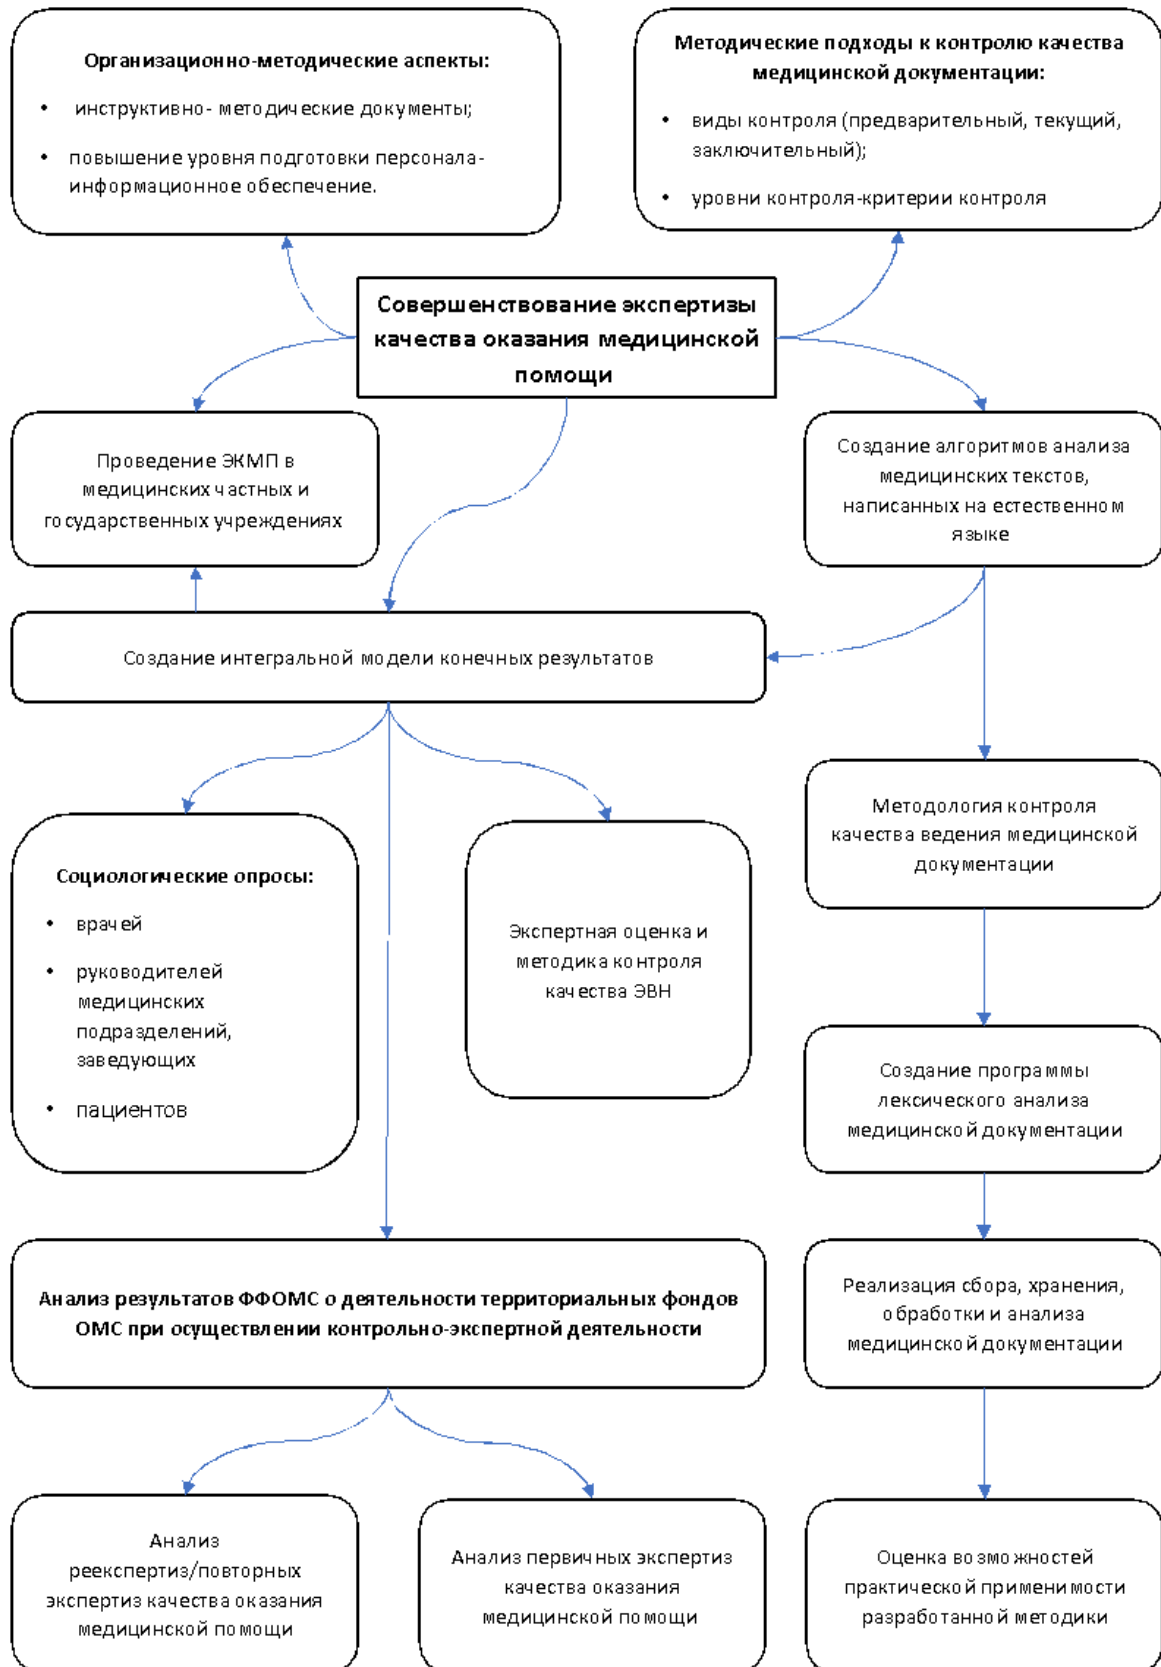 Организационно-методические аспекты:
• инструктивно- методические документы;
• повышение уровня подготовки персонала-
информационное обеспечение.
Методические подходы к контролю качества
медицинской документации:
• виды контроля (предварительный, текущий,
заключительный);
• уровни контроля-критерии контроля
Совершенствование экспертизы
качества оказания медицинской
помощи
Проведение ЭКМП в
медицинских частных и
государственных учреждениях
Создание алгоритмов анализа
медицинских текстов,
написанных на естественном
языке
Создание интегральной модели конечных результатов
Методология контроля
качества ведения медицинской
документации
Социологические опросы:
• врачей
• руководителей
медицинских
подразделений,
заведующих
• пациентов
Экспертная оценка и
методика контроля
качества ЭВН
Создание программы
лексического анализа
медицинской документации
Анализ результатов ФФОМС о деятельности территориальных фондов
ОМС при осуществлении контрольно-экспертной деятельности
Реализация сбора, хранения,
обработки и анализа
медицинской документации
Анализ
реекспертиз/повторных
экспертиз качества оказания
медицинской помощи
Анализ первичных экспертиз
качества оказания
медицинской помощи
Оценка возможностей
практической применимости
разработанной методики